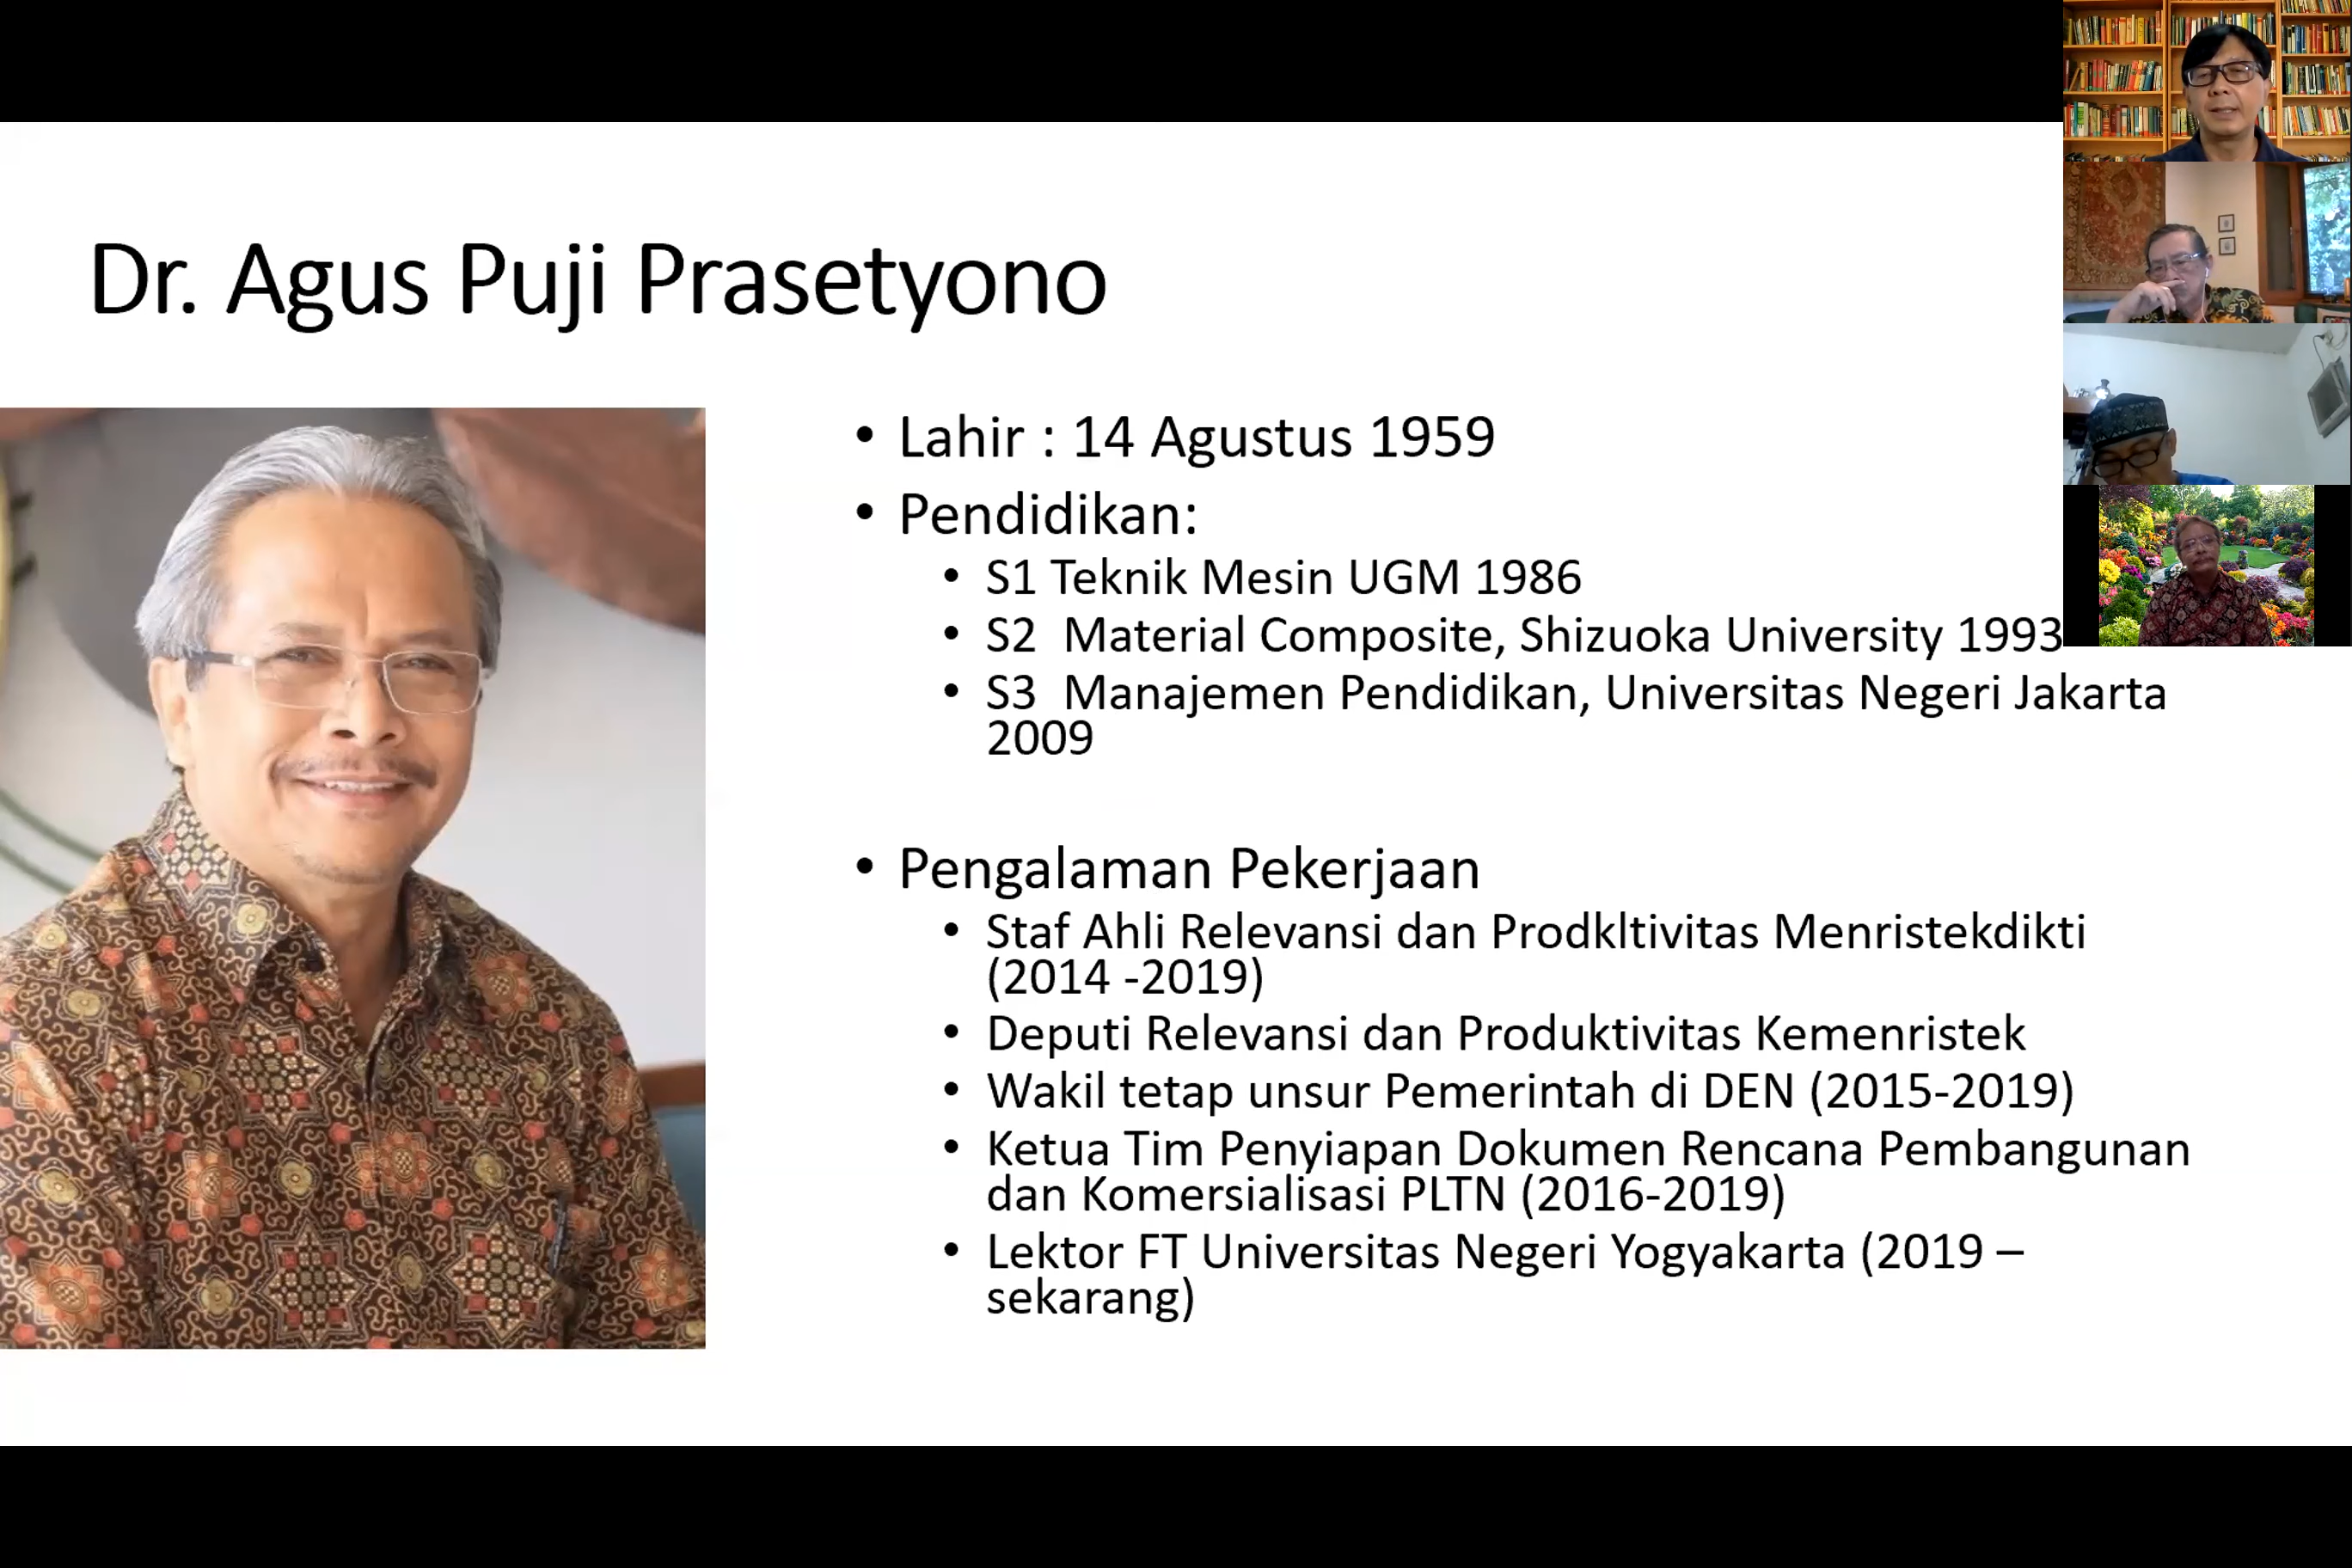 Dr. Agus Puji Prasetyono
• Lahir : 14 Agustus 1959
• Pendidikan:
• S1 Teknik Mesin UGM 1986
• S2 Material Composite, Shizuoka University 1993
• S3 Manajemen Pendidikan, Universitas Negeri Jakarta
2009
• Pengalaman Pekerjaan
• Staf Ahli Relevansi dan Prodkltivitas Menristekdikti
(2014 -2019)
• Deputi Relevansi dan Produktivitas Kemenristek
• Wakil tetap unsur Pemerintah di DEN (2015-2019)
• Ketua Tim Penyiapan Dokumen Rencana Pembangunan
dan Komersialisasi PLTN (2016-2019)
• Lektor FT Universitas Negeri Yogyakarta (2019 –
sekarang)